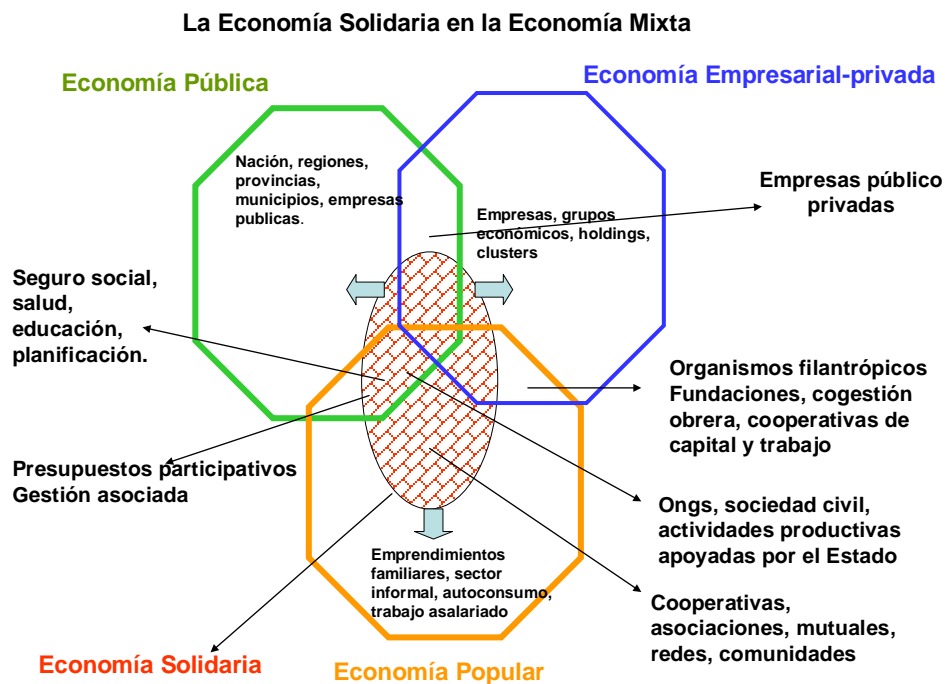 La Economía Solidaria en la Economía Mixta
Economía Pública
Economía Empresarial-privada
Nación, regiones,
provincias,
municipios, empresas
publicas.
Empresas, grupos
económicos, holdings,
clusters
Empresas público
privadas
Seguro social,
salud,
educación,
planificación.
Organismos filantrópicos
Fundaciones, cogestión
obrera, cooperativas de
capital y trabajo
Presupuestos participativos
Gestión asociada
Ongs, sociedad civil,
actividades productivas
apoyadas por el Estado
Emprendimientos
familiares, sector
informal, autoconsumo,
trabajo asalariado
Cooperativas,
asociaciones, mutuales,
redes, comunidades
Economía Solidaria
Economía Popular